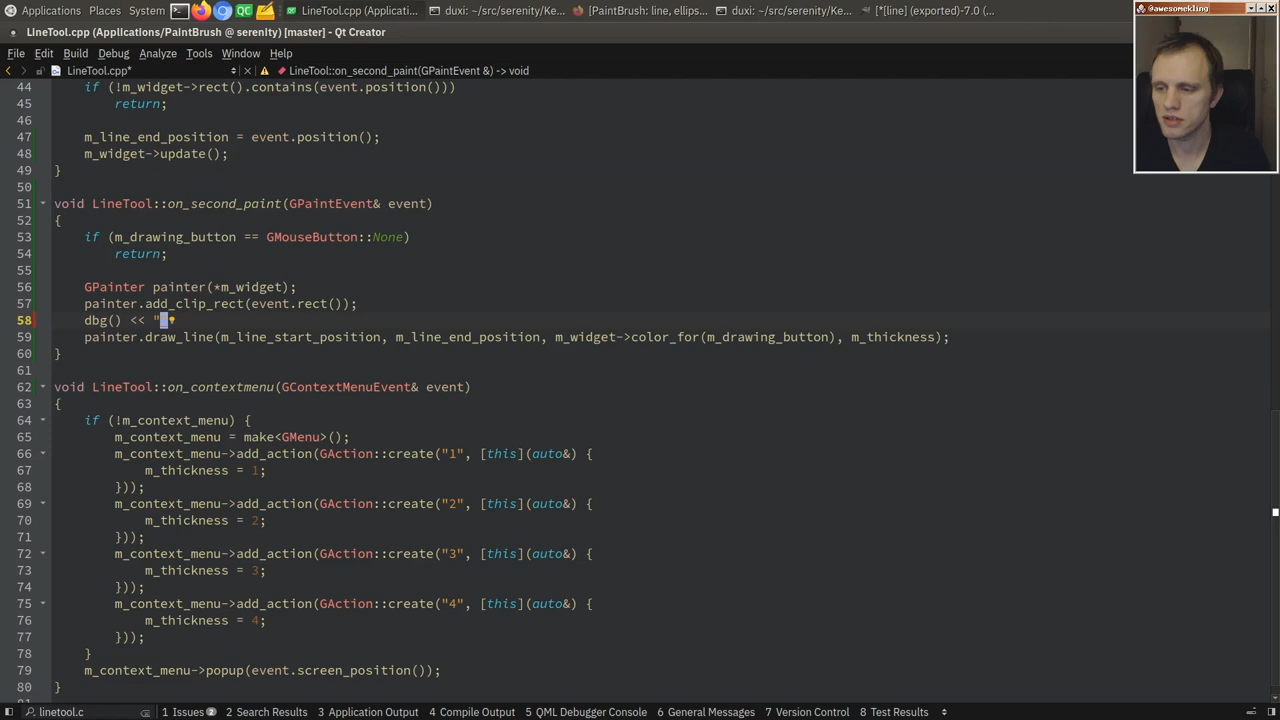 Applications Places System LineTool.cpp (Applicati... duxi: ~/src/serenity/Ke... [PaintBrush: line, ellips... duxi: ~/src/serenity/Ke... [*[line] (exported)-7.0 (...
@awesomekling
LineTool.cpp (Applications/PaintBrush @ serenity) [master] - Qt Creator
File Edit Build Debug Analyze Tools Window Help
LineTool.cpp* LineTool::on_second_paint(GPaintEvent &) -> void
44 if (!m_widget->rect().contains(event.position()))
45 return;
46
47 m_line_end_position = event.position();
48 m_widget->update();
49 }
50
51 void LineTool::on_second_paint(GPaintEvent& event)
52 {
53 if (m_drawing_button == GMouseButton::None)
54 return;
55
56 GPainter painter(*m_widget);
57 painter.add_clip_rect(event.rect());
58 dbg() << "
59 painter.draw_line(m_line_start_position, m_line_end_position, m_widget->color_for(m_drawing_button), m_thickness);
60 }
61
62 void LineTool::on_contextmenu(GContextMenuEvent& event)
63 {
64 if (!m_context_menu) {
65 m_context_menu = make<GMenu>();
66 m_context_menu->add_action(GAction::create("1", [this](auto&) {
67 m_thickness = 1;
68 }));
69 m_context_menu->add_action(GAction::create("2", [this](auto&) {
70 m_thickness = 2;
71 }));
72 m_context_menu->add_action(GAction::create("3", [this](auto&) {
73 m_thickness = 3;
74 }));
75 m_context_menu->add_action(GAction::create("4", [this](auto&) {
76 m_thickness = 4;
77 }));
78 }
79 m_context_menu->popup(event.screen_position());
80 }
linetool.c 1 Issues 2 2 Search Results 3 Application Output 4 Compile Output 5 QML Debugger Console 6 General Messages 7 Version Control 8 Test Results